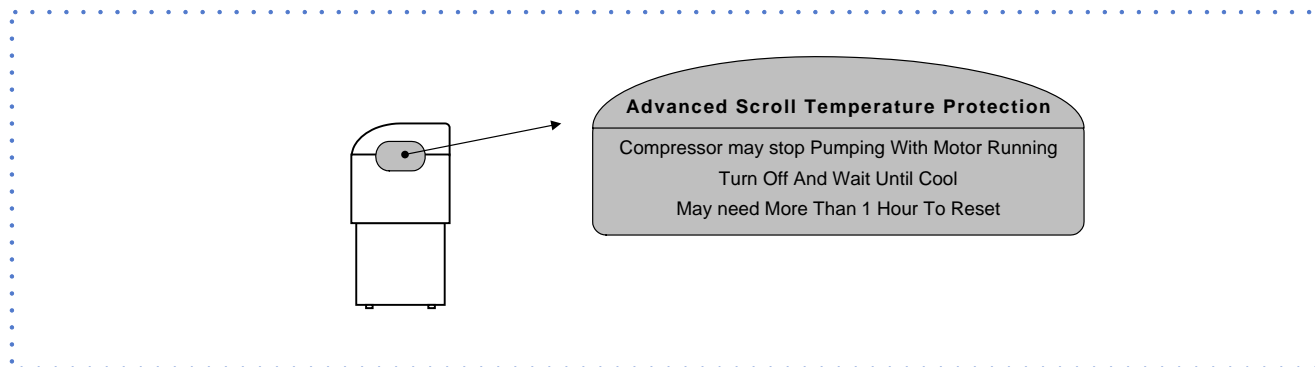 Advanced Scroll Temperature Protection
Compressor may stop Pumping With Motor Running
Turn Off And Wait Until Cool
May need More Than 1 Hour To Reset